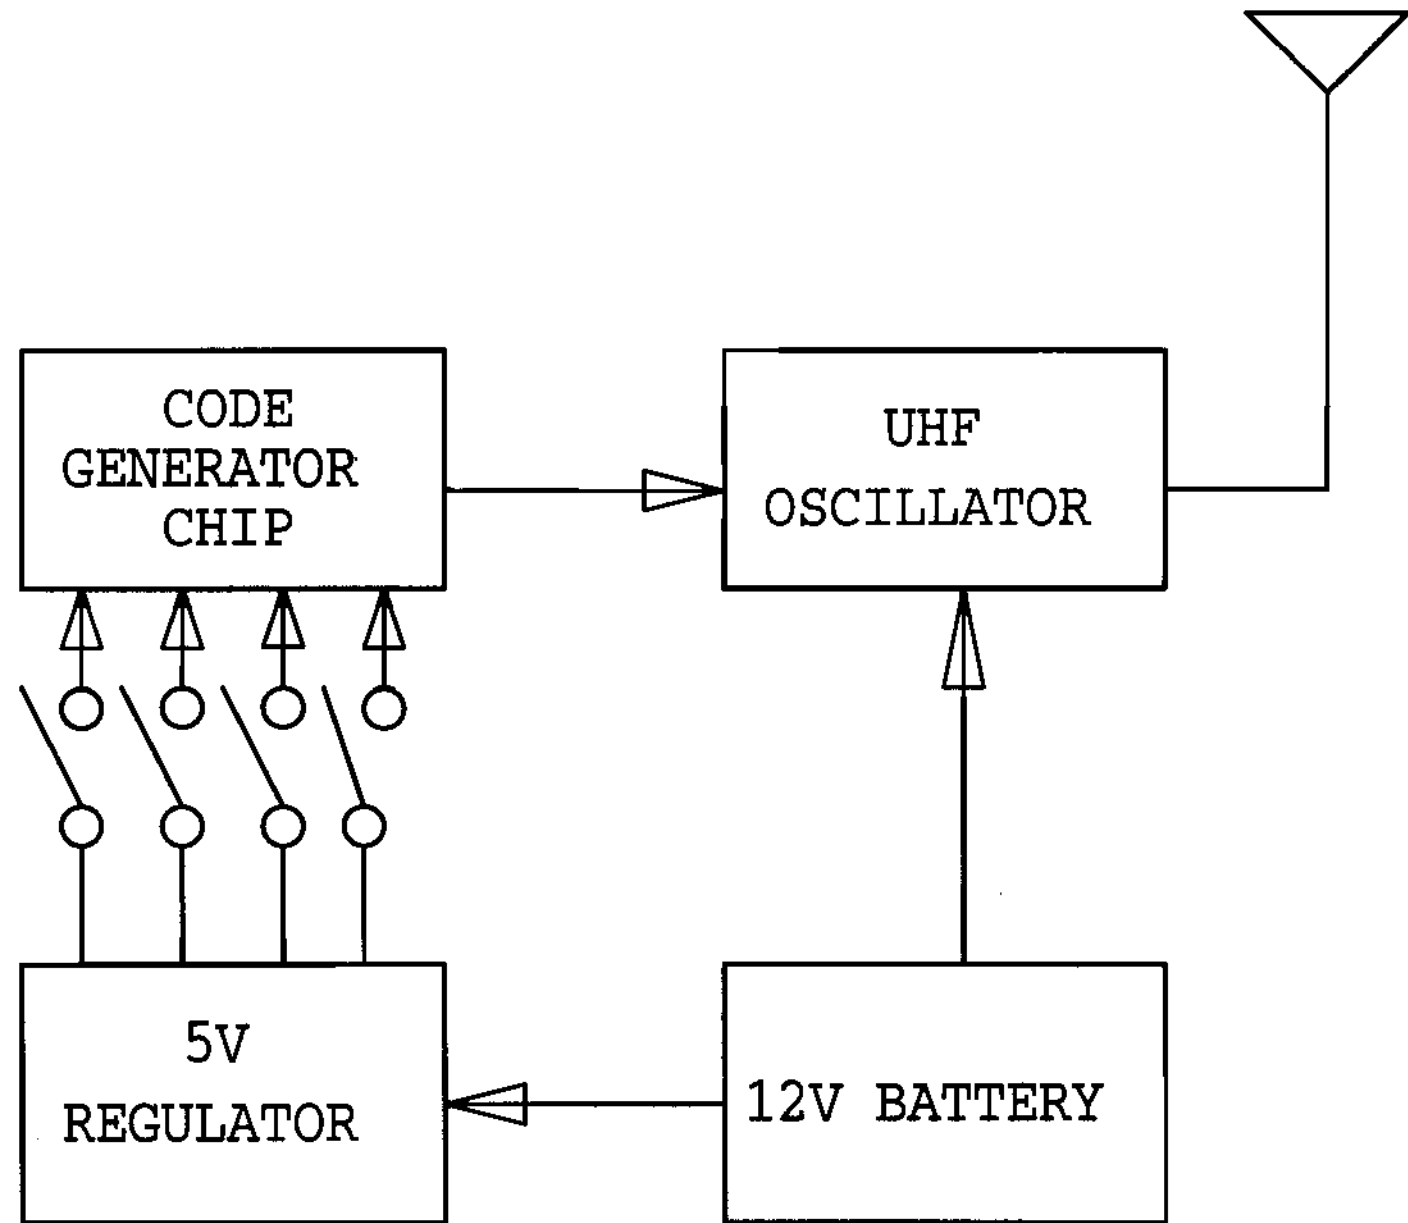 CODE
GENERATOR
CHIP
UHF
OSCILLATOR
5V
REGULATOR
12V BATTERY